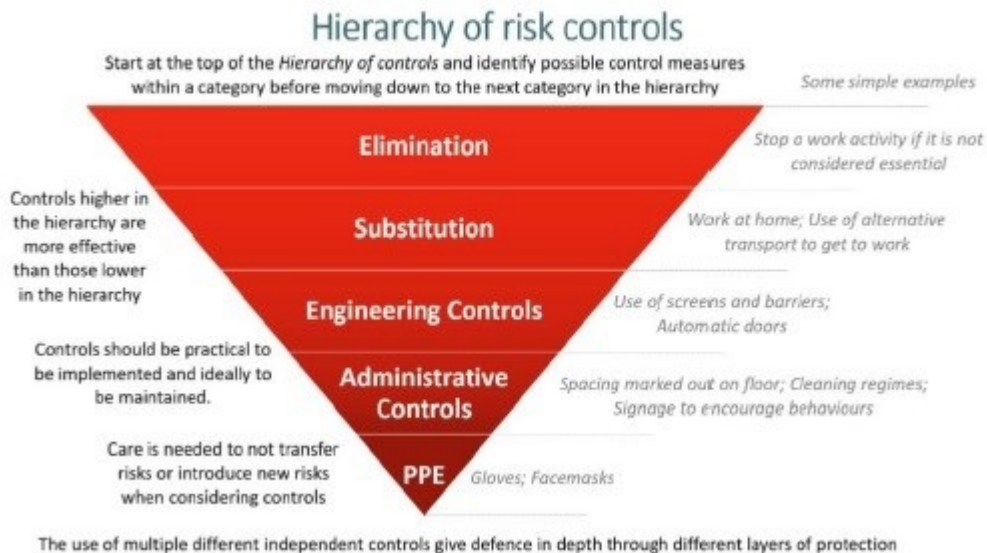 Hierarchy of risk controls
Start at the top of the Hierarchy of controls and identify possible control measures
within a category before moving down to the next category in the hierarchy
Some simple examples
Elimination
Stop a work activity if it is not
considered essential
Controls higher in
the hierarchy are
more effective
than those lower
in the hierarchy
Substitution
Work at home; Use of alternative
transport to get to work
Engineering Controls
Use of screens and barriers;
Automatic doors
Controls should be practical to
be implemented and ideally to
be maintained.
Administrative
Controls
Spacing marked out on floor; Cleaning regimes;
Signage to encourage behaviours
Care is needed to not transfer
risks or introduce new risks
when considering controls
PPE
Gloves; Facemasks
The use of multiple different independent controls give defence in depth through different layers of protection